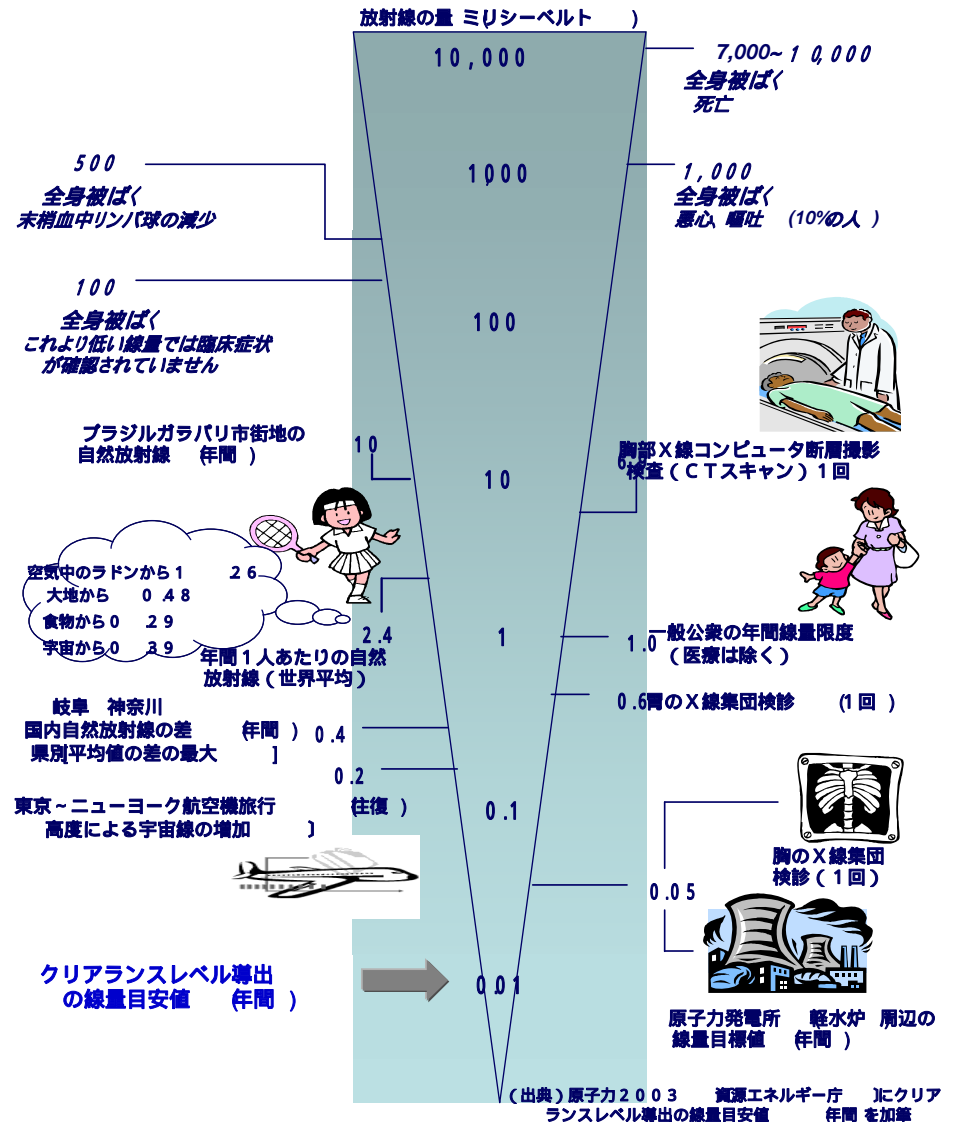 放射線の量（ミリシーベルト）
10,000
7,000~10,000
全身被ばく
死亡
500
全身被ばく
末梢血中リンパ球の減少
1,000
1,000
全身被ばく
悪心、嘔吐（10%の人）
100
全身被ばく
これより低い線量では臨床症状
が確認されていません
100
ブラジルガラパリ市街地の
自然放射線（年間）
10
10
胸部Ｘ線コンピュータ断層撮影
検査（ＣＴスキャン）１回
6.9
空気中のラドンから１.２６
大地から０.４８
食物から０.２９
宇宙から０.３９
2.4
年間１人あたりの自然
放射線（世界平均）
1
1.0
一般公衆の年間線量限度
（医療は除く）
0.6
胃のＸ線集団検診（1回）
岐阜 神奈川
国内自然放射線の差（年間）
[県別平均値の差の最大]
0.4
0.2
東京～ニューヨーク航空機旅行（往復）
高度による宇宙線の増加〕
0.1
胸のＸ線集団
検診（１回）
0.05
クリアランスレベル導出
の線量目安値（年間）
0.01
原子力発電所（軽水炉）周辺の
線量目標値（年間）
（出典）原子力２００３（資源エネルギー庁）にクリア
ランスレベル導出の線量目安値（年間）を加筆